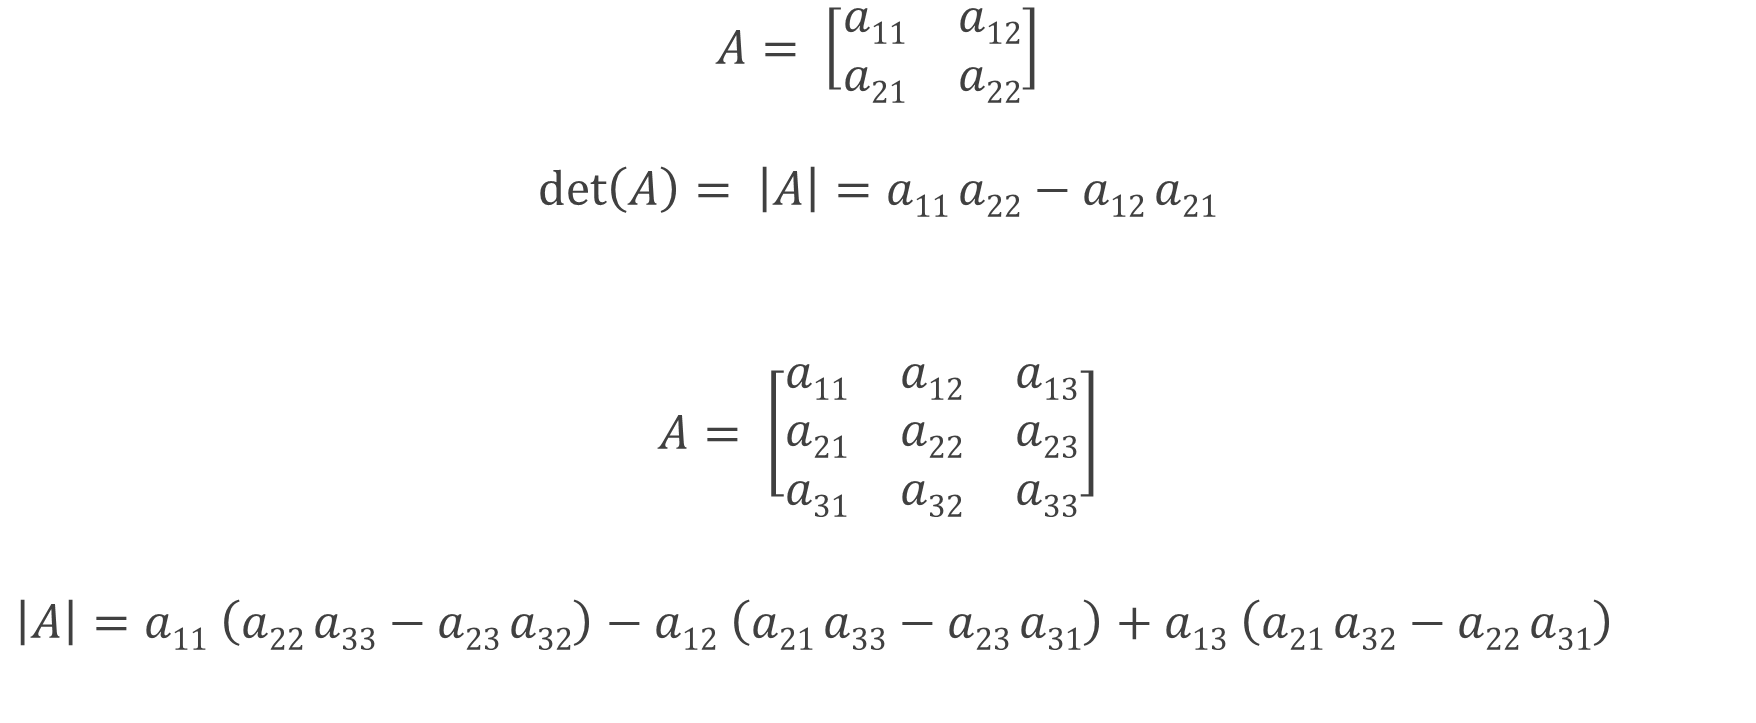 A = [a₁₁ a₁₂
a₂₁ a₂₂]
det(A) = |A| = a₁₁ a₂₂ − a₁₂ a₂₁
A = [a₁₁ a₁₂ a₁₃
a₂₁ a₂₂ a₂₃
a₃₁ a₃₂ a₃₃]
|A| = a₁₁ (a₂₂ a₃₃ − a₂₃ a₃₂) − a₁₂ (a₂₁ a₃₃ − a₂₃ a₃₁) + a₁₃ (a₂₁ a₃₂ − a₂₂ a₃₁)